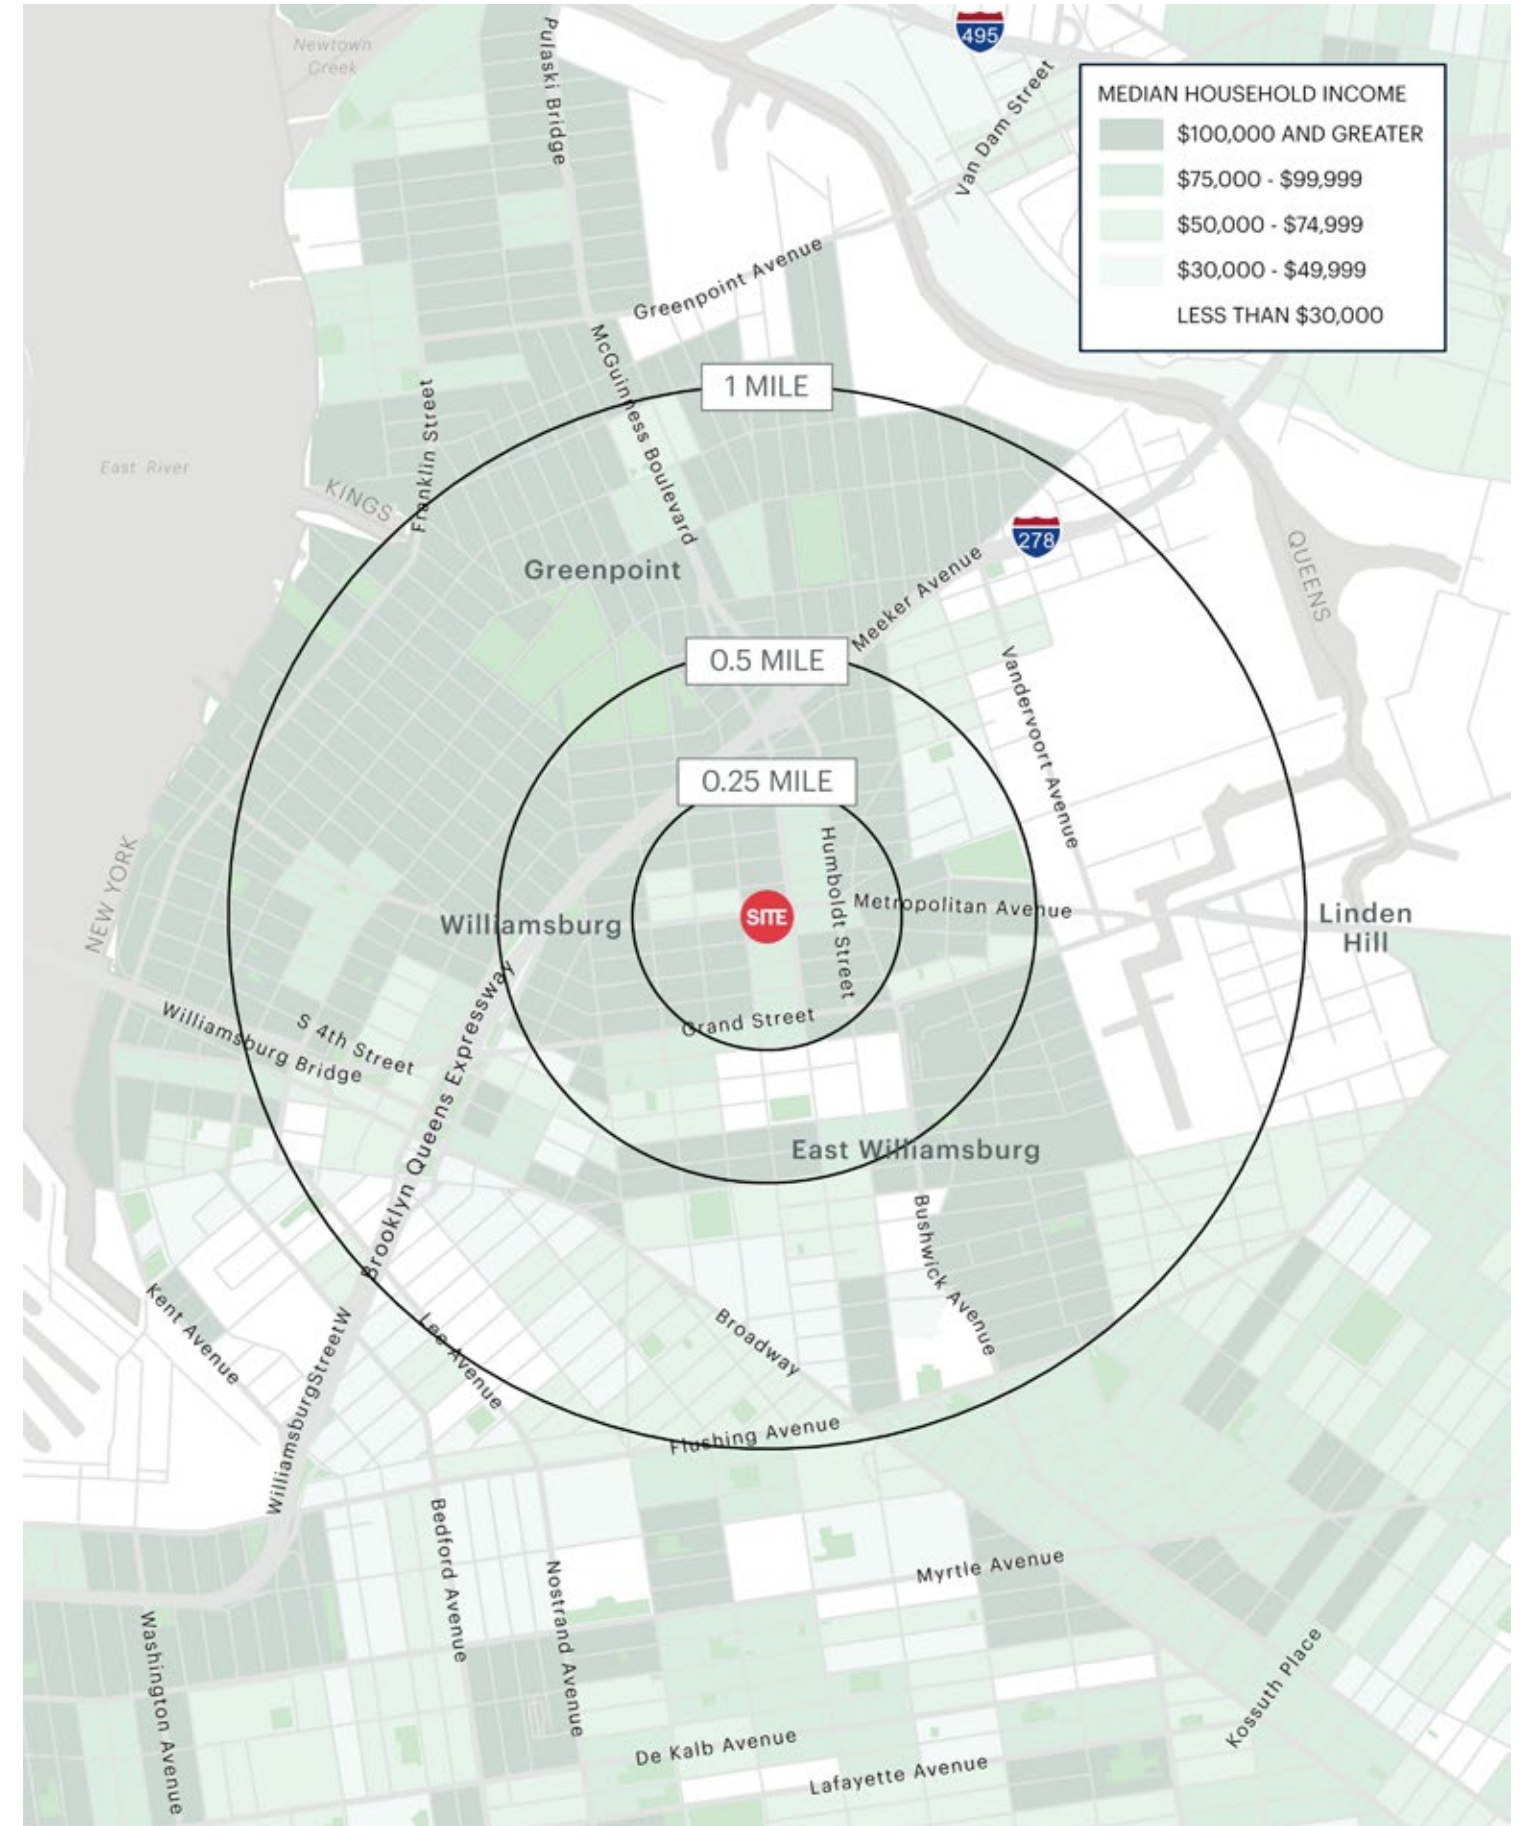 Newtown
Creek
Pulaski Bridge
495
Van Dam Street
MEDIAN HOUSEHOLD INCOME
$100,000 AND GREATER
$75,000 - $99,999
$50,000 - $74,999
$30,000 - $49,999
LESS THAN $30,000
Greenpoint Avenue
McGuinness Boulevard
1 MILE
Franklin Street
East River
KINGS
278
QUEENS
Greenpoint
Meeker Avenue
0.5 MILE
Vandervoort Avenue
0.25 MILE
NEW YORK
Humboldt Street
Metropolitan Avenue
SITE
Williamsburg
Linden
Hill
Grand Street
Williamsburg Bridge
S 4th Street
Brooklyn Queens Expressway
East Williamsburg
Bushwick Avenue
Kent Avenue
Lee Avenue
Broadway
WilliamsburgStreetW
Flushing Avenue
Bedford Avenue
Nostrand Avenue
Myrtle Avenue
Washington Avenue
Kossuth Place
De Kalb Avenue
Lafayette Avenue